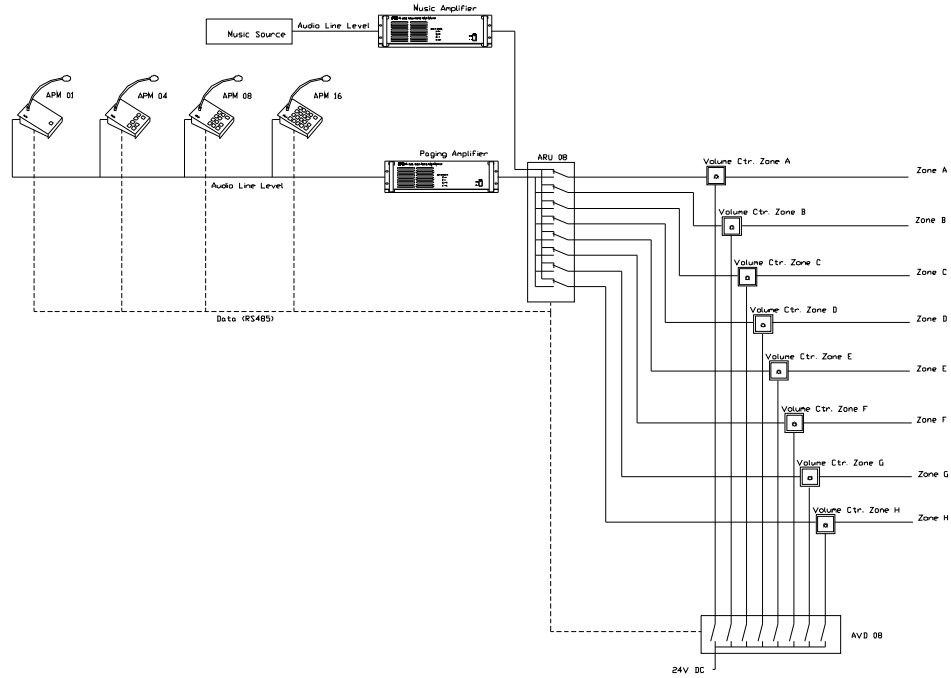 Music Amplifier
Audio Line Level
Music Source
APM 01
APM 04
APM 08
APM 16
Paging Amplifier
ARU 08
Audio Line Level
Data (RS485)
Volume Ctr. Zone A
Zone A
Volume Ctr. Zone B
Zone B
Volume Ctr. Zone C
Zone C
Volume Ctr. Zone D
Zone D
Volume Ctr. Zone E
Zone E
Volume Ctr. Zone F
Zone F
Volume Ctr. Zone G
Zone G
Volume Ctr. Zone H
Zone H
AVD 08
24V DC